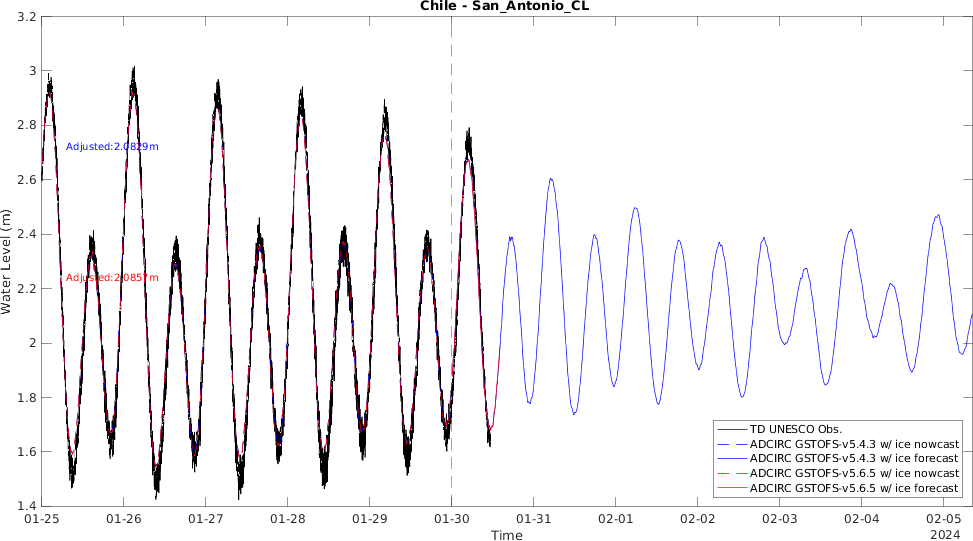 Chile - San_Antonio_CL
Water Level (m)
3.2
3
2.8
2.6
2.4
2.2
2
1.8
1.6
1.4
Adjusted:2.0829m
Adjusted:2.0857m
TD UNESCO Obs.
ADCIRC GSTOFS-v5.4.3 w/ ice nowcast
ADCIRC GSTOFS-v5.4.3 w/ ice forecast
ADCIRC GSTOFS-v5.6.5 w/ ice nowcast
ADCIRC GSTOFS-v5.6.5 w/ ice forecast
01-25 01-26 01-27 01-28 01-29 01-30 01-31 02-01 02-02 02-03 02-04 02-05
2024
Time